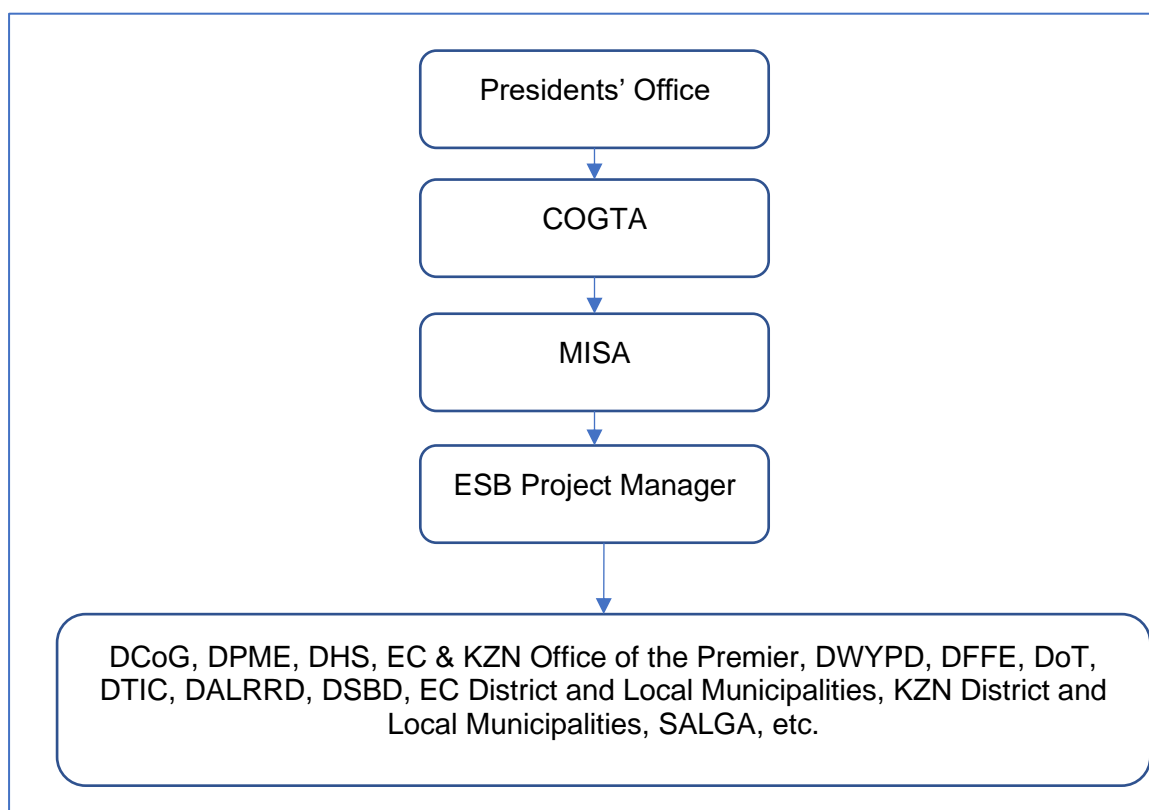 Presidents’ Office
COGTA
MISA
ESB Project Manager
DCoG, DPME, DHS, EC & KZN Office of the Premier, DWYPD, DFFE, DoT,
DTIC, DALRRD, DSBD, EC District and Local Municipalities, KZN District and
Local Municipalities, SALGA, etc.